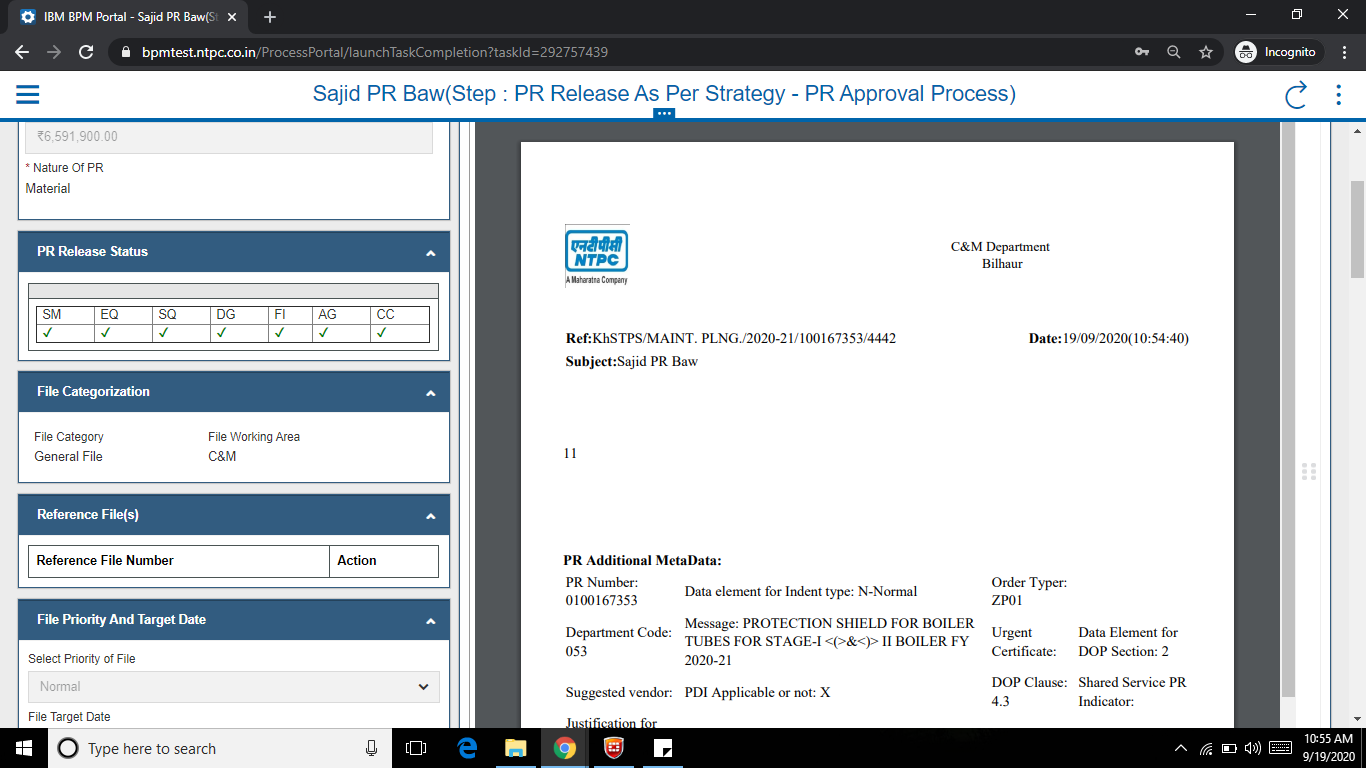 IBM BPM Portal - Sajid PR Baw(St
bpmtest.ntpc.co.in/ProcessPortal/launchTaskCompletion?taskId=292757439
Incognito
Sajid PR Baw(Step : PR Release As Per Strategy - PR Approval Process)
₹6,591,900.00
* Nature Of PR
Material
PR Release Status
SM EQ SQ DG FI AG CC
✓ ✓ ✓ ✓ ✓ ✓ ✓
File Categorization
File Category File Working Area
General File C&M
Reference File(s)
Reference File Number Action
File Priority And Target Date
Select Priority of File
Normal
File Target Date
एनटीपीसी
NTPC
A Maharatna Company
C&M Department
Bilhaur
Ref:KhSTPS/MAINT. PLNG./2020-21/100167353/4442 Date:19/09/2020(10:54:40)
Subject:Sajid PR Baw
11
PR Additional MetaData:
PR Number:
0100167353
Data element for Indent type: N-Normal
Order Typer:
ZP01
Department Code:
053
Message: PROTECTION SHIELD FOR BOILER
TUBES FOR STAGE-I <(>&<)> II BOILER FY
2020-21
Urgent
Certificate:
Data Element for
DOP Section: 2
Suggested vendor: PDI Applicable or not: X
DOP Clause:
4.3
Shared Service PR
Indicator:
Justification for
Type here to search
10:55 AM
9/19/2020